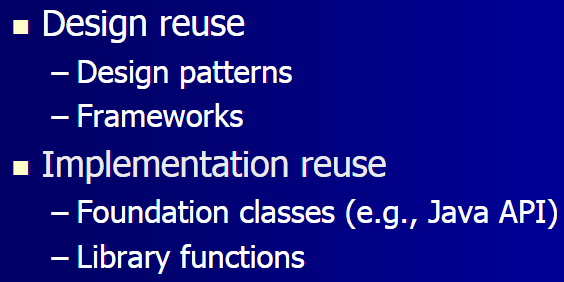 Design reuse
– Design patterns
– Frameworks
Implementation reuse
– Foundation classes (e.g., Java API)
– Library functions